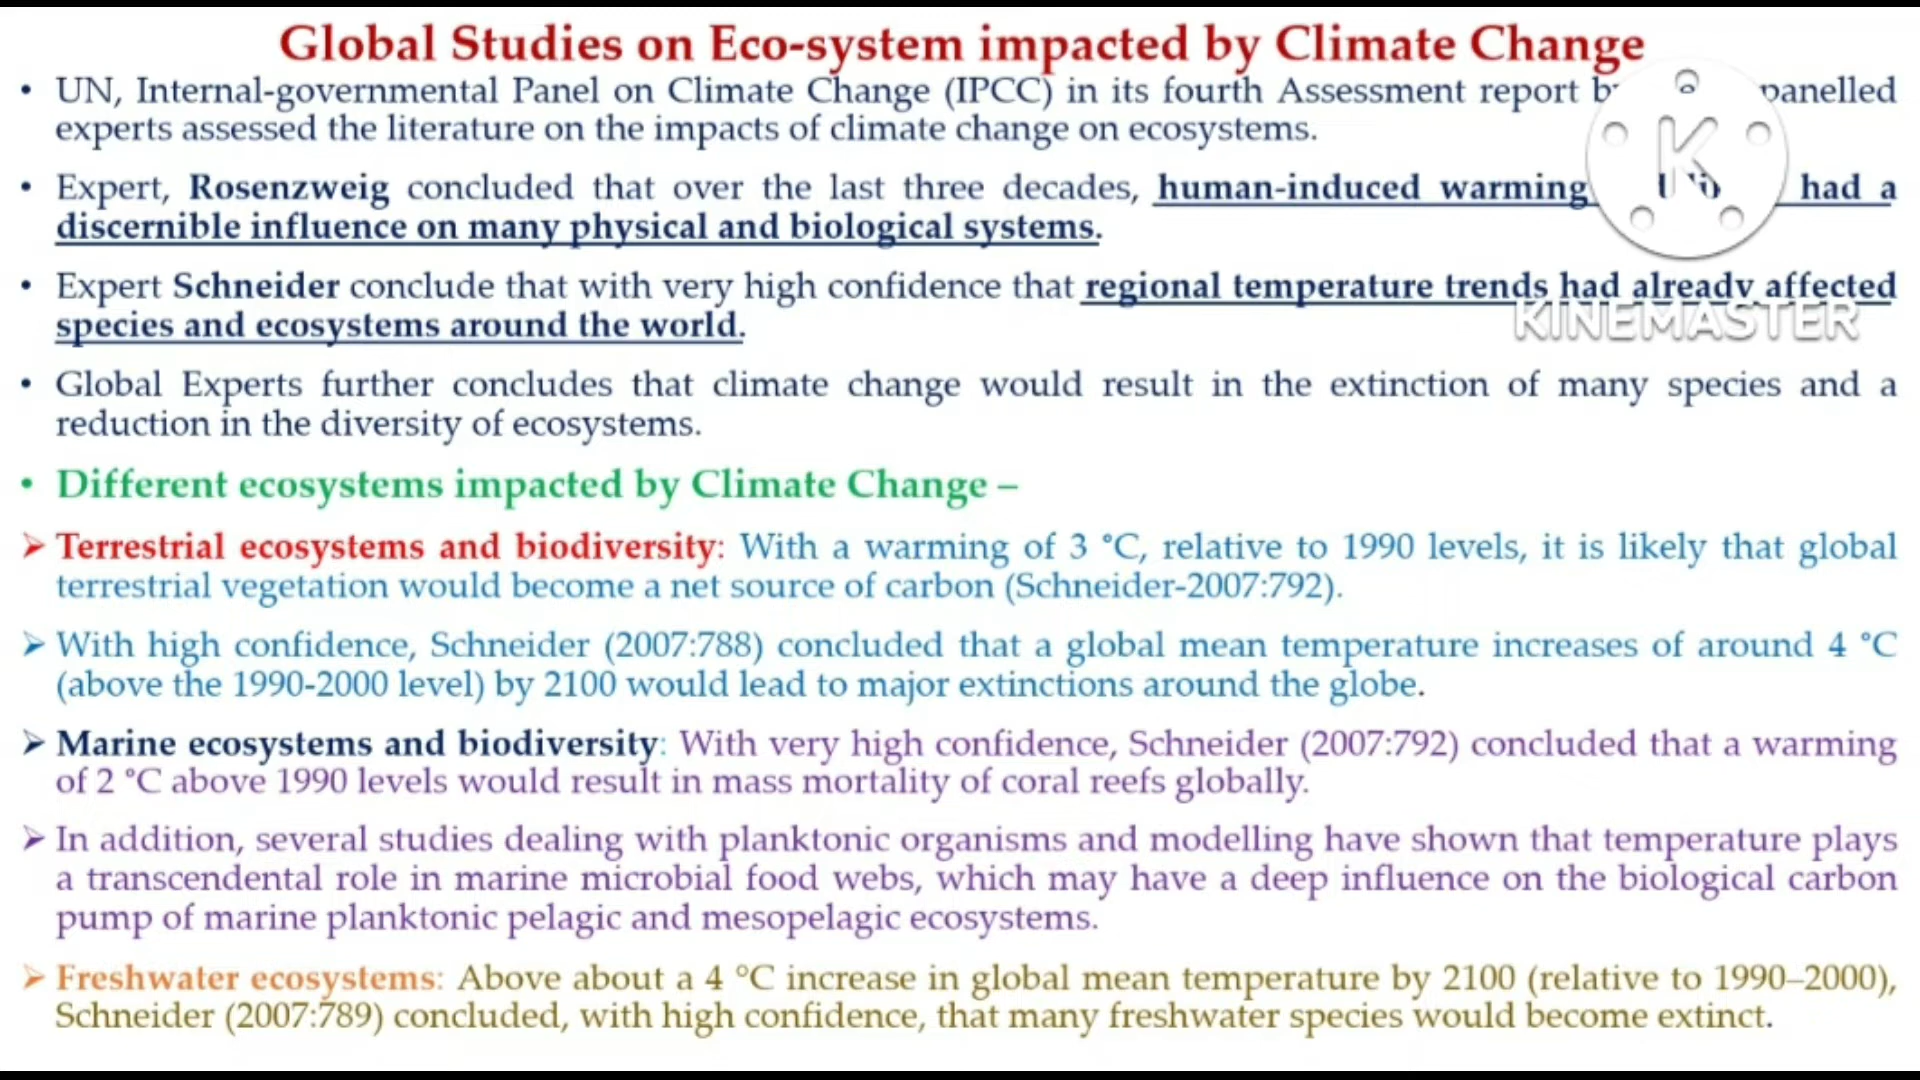 Global Studies on Eco-system impacted by Climate Change
• UN, Internal-governmental Panel on Climate Change (IPCC) in its fourth Assessment report panelled
experts assessed the literature on the impacts of climate change on ecosystems.
• Expert, Rosenzweig concluded that over the last three decades, human-induced warming had a
discernible influence on many physical and biological systems.
• Expert Schneider conclude that with very high confidence that regional temperature trends had already affected
species and ecosystems around the world.
• Global Experts further concludes that climate change would result in the extinction of many species and a
reduction in the diversity of ecosystems.
• Different ecosystems impacted by Climate Change –
➢ Terrestrial ecosystems and biodiversity: With a warming of 3 °C, relative to 1990 levels, it is likely that global
terrestrial vegetation would become a net source of carbon (Schneider-2007:792).
➢ With high confidence, Schneider (2007:788) concluded that a global mean temperature increases of around 4 °C
(above the 1990-2000 level) by 2100 would lead to major extinctions around the globe.
➢ Marine ecosystems and biodiversity: With very high confidence, Schneider (2007:792) concluded that a warming
of 2 °C above 1990 levels would result in mass mortality of coral reefs globally.
➢ In addition, several studies dealing with planktonic organisms and modelling have shown that temperature plays
a transcendental role in marine microbial food webs, which may have a deep influence on the biological carbon
pump of marine planktonic pelagic and mesopelagic ecosystems.
➢ Freshwater ecosystems: Above about a 4 °C increase in global mean temperature by 2100 (relative to 1990–2000),
Schneider (2007:789) concluded, with high confidence, that many freshwater species would become extinct.
K
KINEMASTER